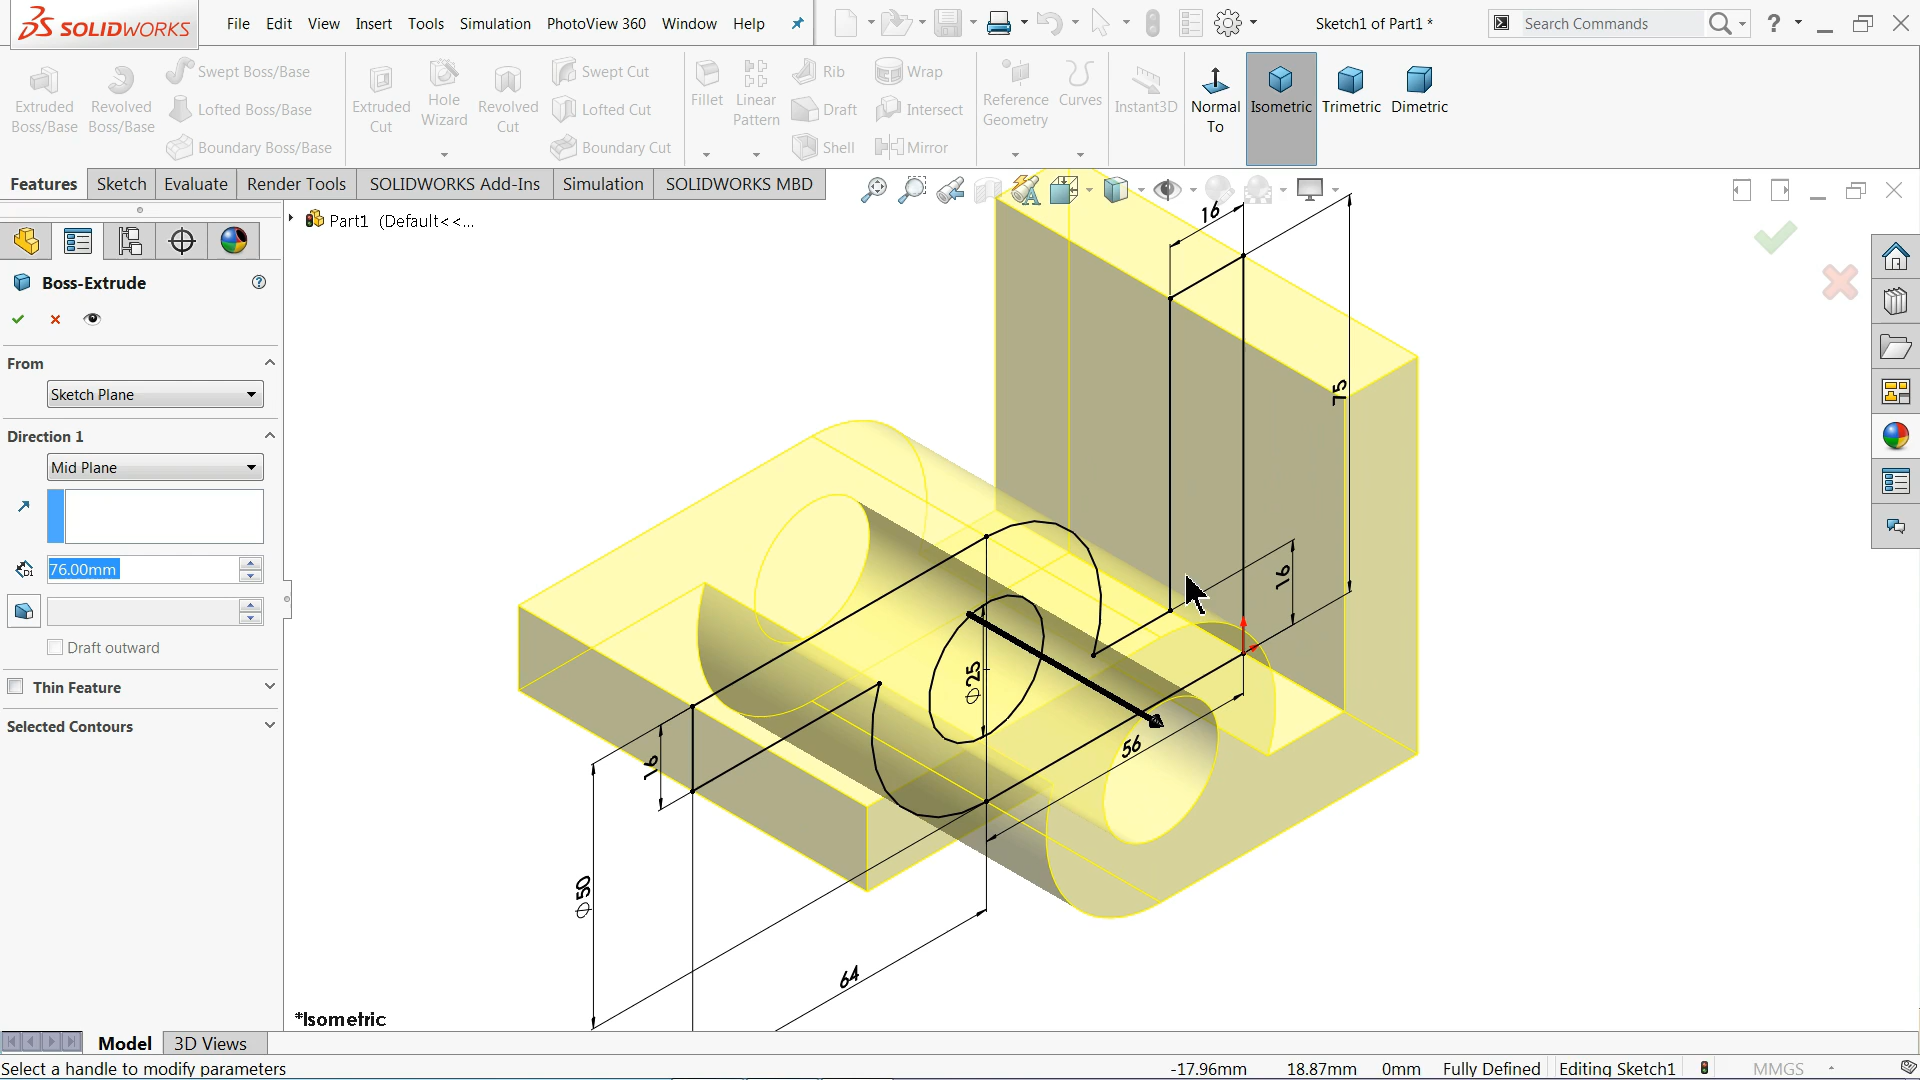 SOLIDWORKS
File Edit View Insert Tools Simulation PhotoView 360 Window Help
Sketch1 of Part1 *
Search Commands
Extruded Boss/Base
Revolved Boss/Base
Swept Boss/Base
Lofted Boss/Base
Boundary Boss/Base
Extruded Cut
Hole Wizard
Revolved Cut
Swept Cut
Lofted Cut
Boundary Cut
Fillet
Linear Pattern
Rib
Draft
Shell
Wrap
Intersect
Mirror
Reference Geometry
Curves
Instant3D
Normal To
Isometric
Trimetric
Dimetric
Features Sketch Evaluate Render Tools SOLIDWORKS Add-Ins Simulation SOLIDWORKS MBD
Part1 (Default<<...
Boss-Extrude
From
Sketch Plane
Direction 1
Mid Plane
76.00mm
Draft outward
Thin Feature
Selected Contours
16
75
16
Φ25
56
16
Φ50
64
*Isometric
Model 3D Views
Select a handle to modify parameters
-17.96mm 18.87mm 0mm Fully Defined Editing Sketch1 MMGS